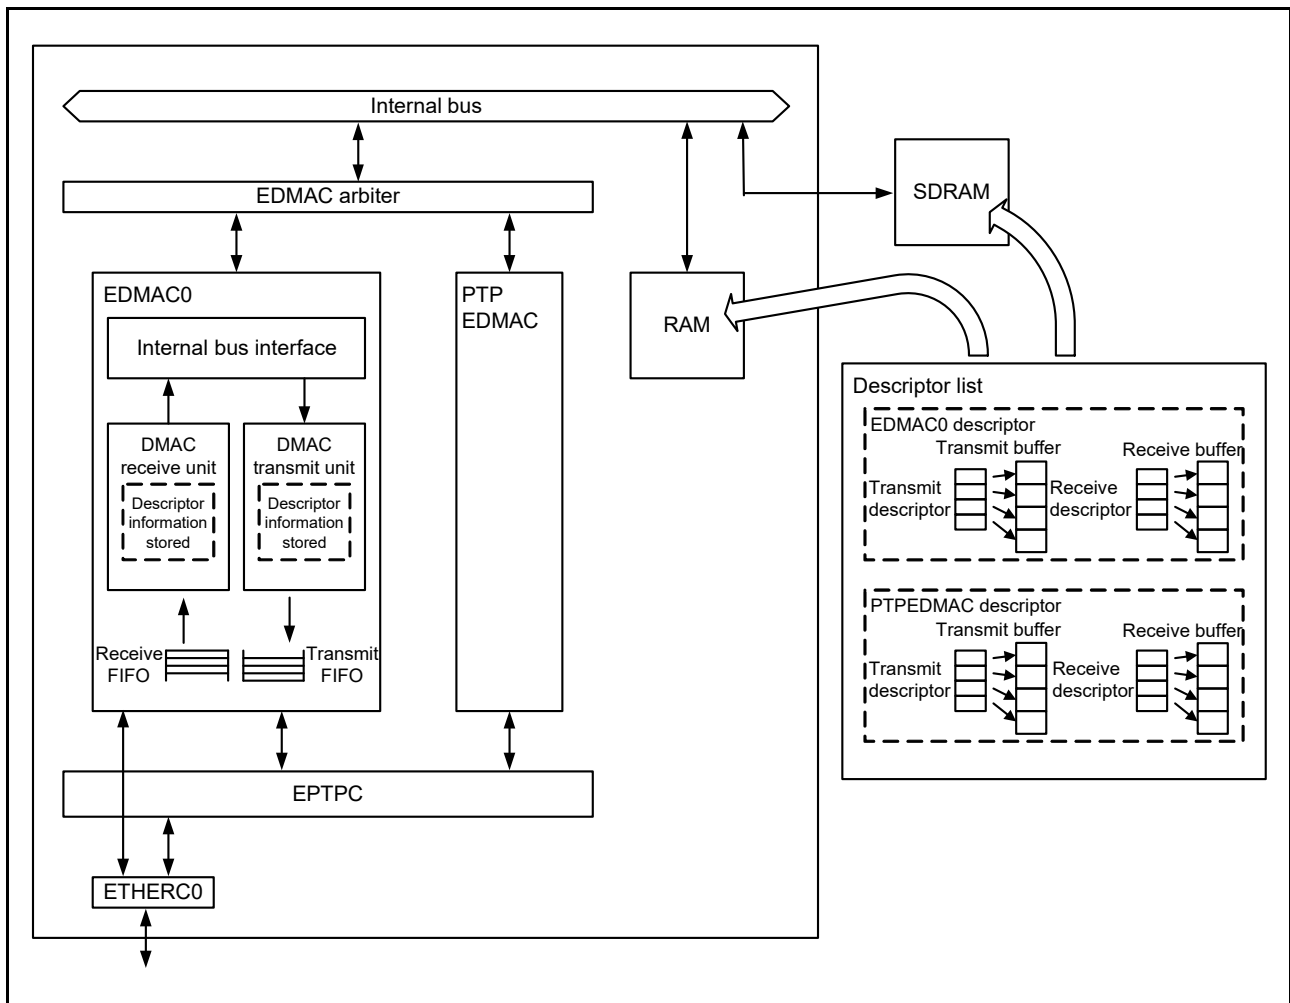 Internal bus
EDMAC arbiter
SDRAM
EDMAC0
PTP
EDMAC
RAM
Internal bus interface
DMAC
receive unit
Descriptor
information
stored
DMAC
transmit unit
Descriptor
information
stored
Receive
FIFO
Transmit
FIFO
EPTPC
ETHERC0
Descriptor list
EDMAC0 descriptor
Transmit buffer
Receive buffer
Transmit
descriptor
Receive
descriptor
PTPEDMAC descriptor
Transmit buffer
Receive buffer
Transmit
descriptor
Receive
descriptor